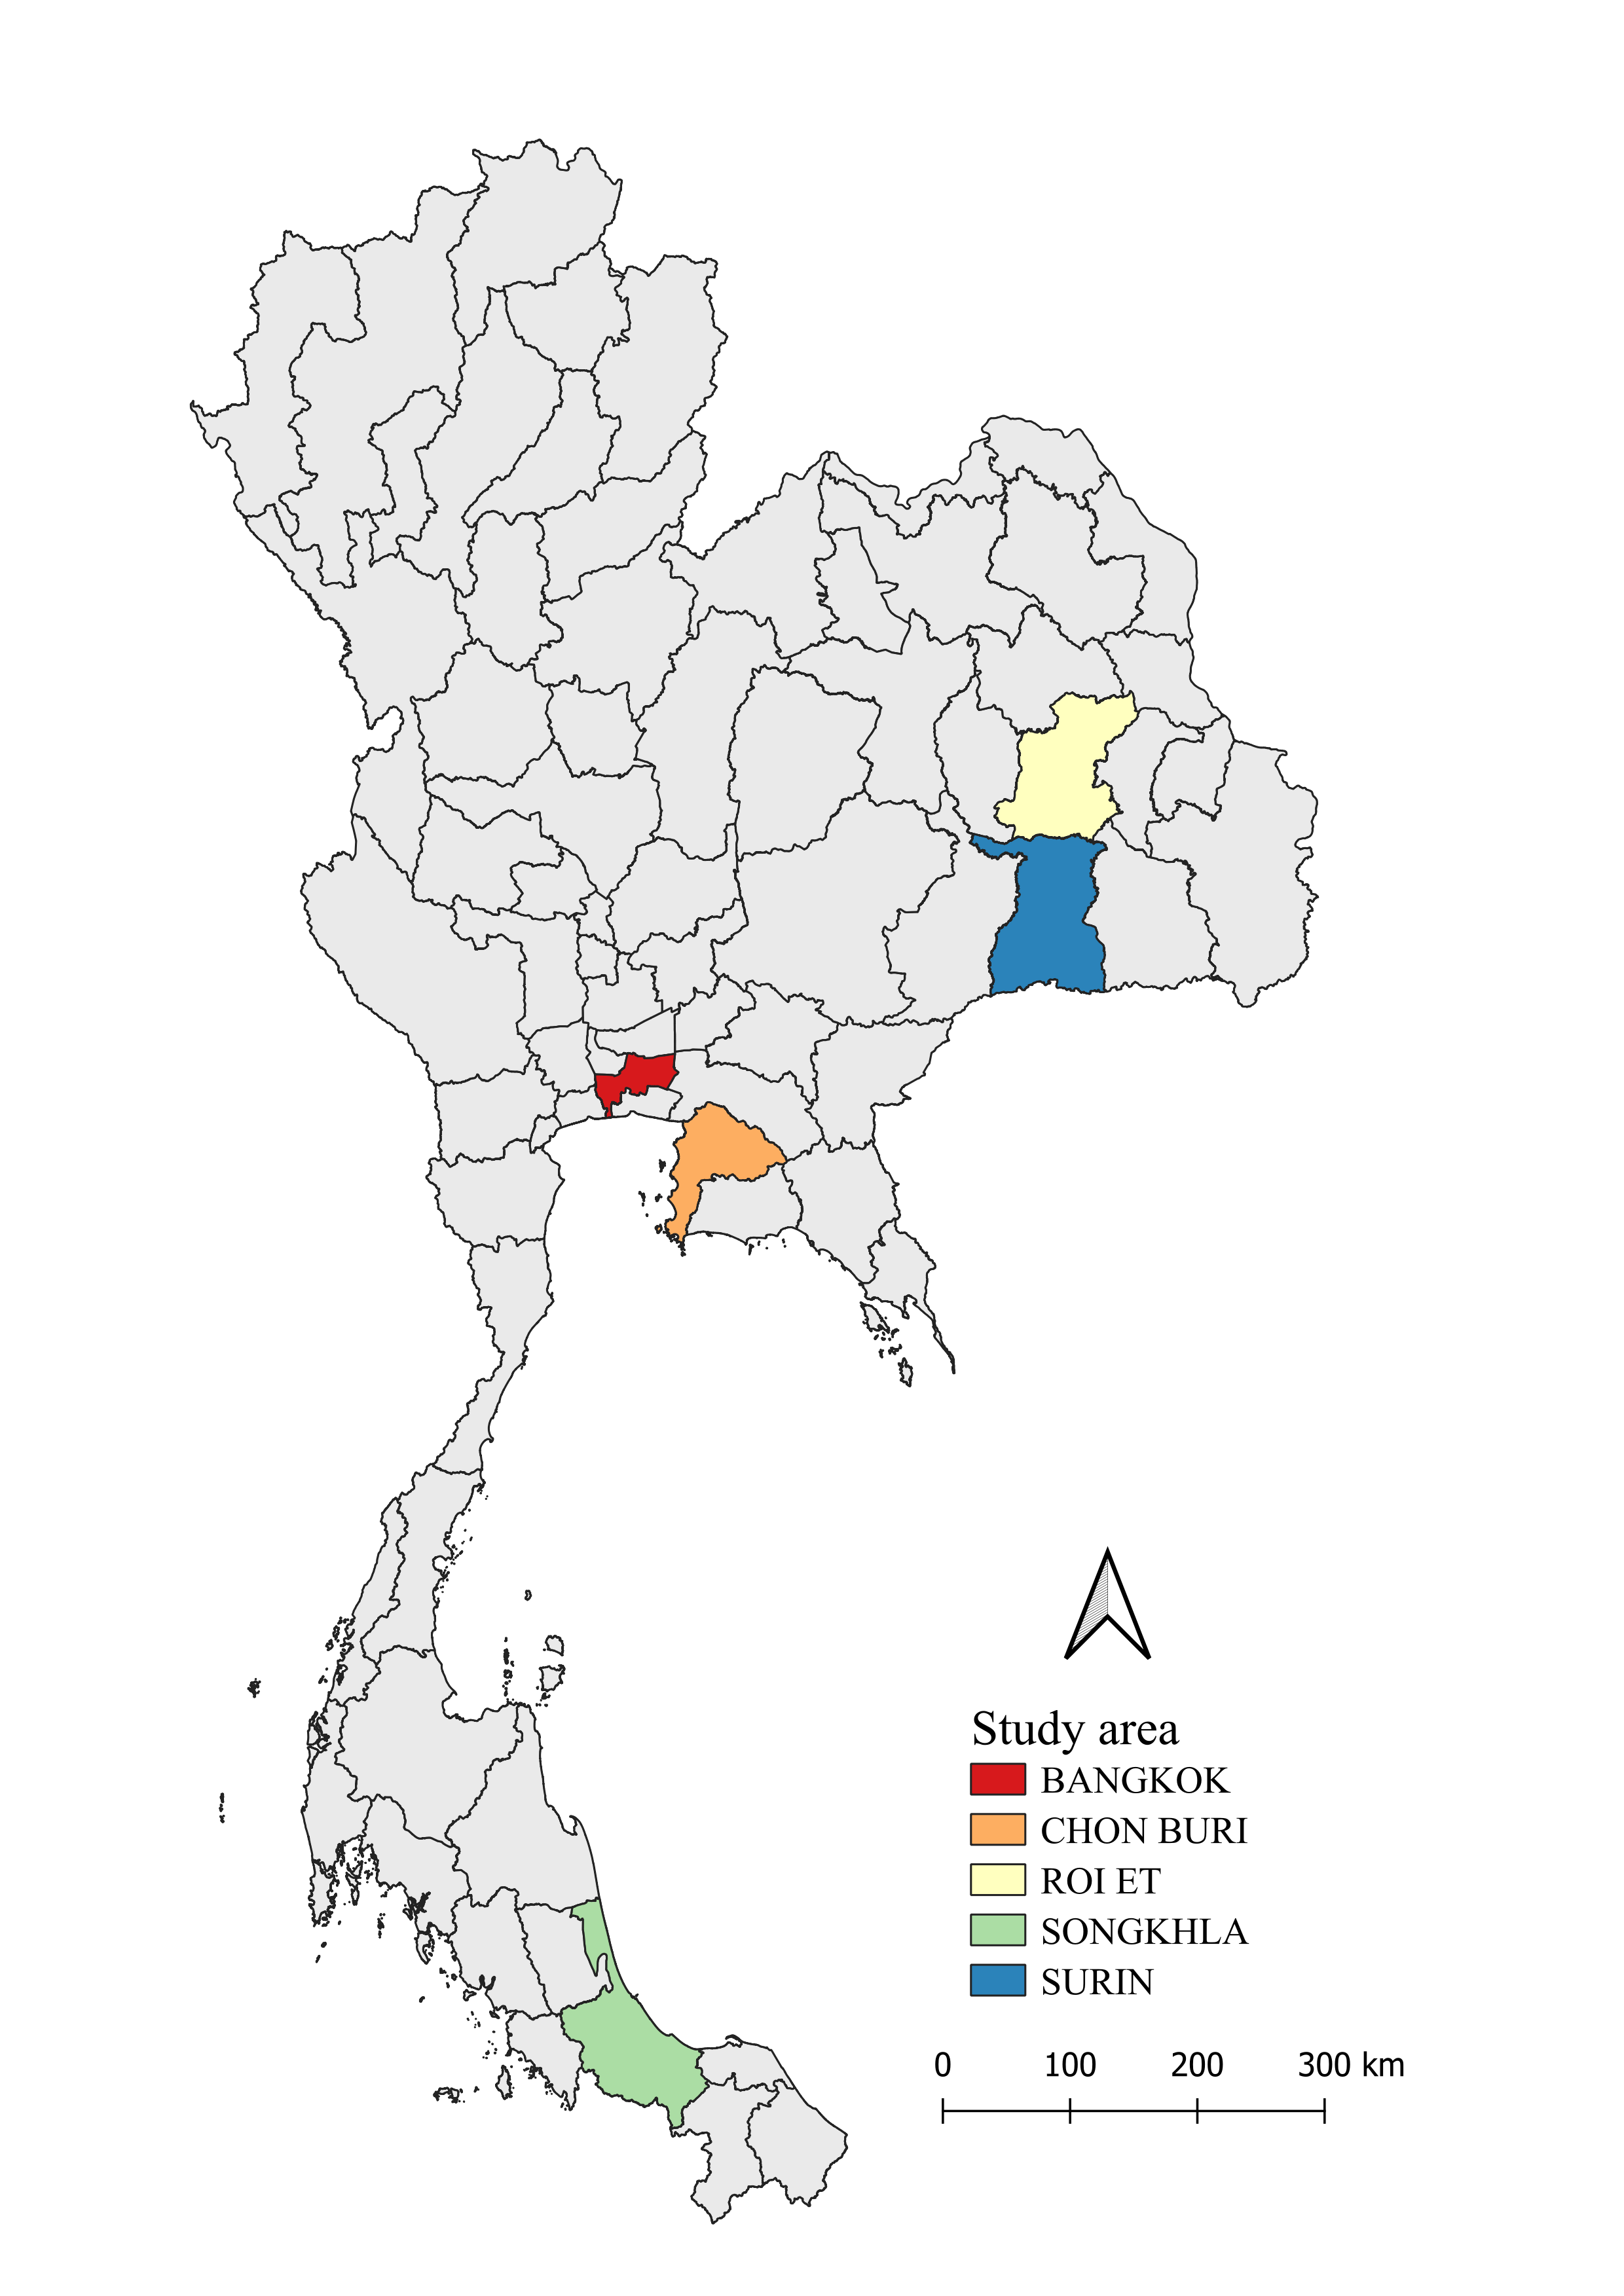 Study area
BANGKOK
CHON BURI
ROI ET
SONGKHLA
SURIN
0 100 200 300 km